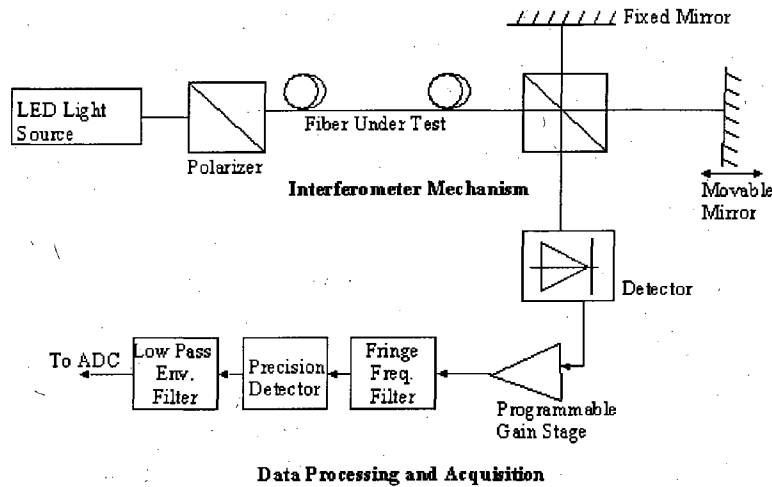 Fixed Mirror
LED Light
Source
Fiber Under Test
Polarizer
Interferometer Mechanism
Movable
Mirror
Detector
To ADC
Low Pass
Env.
Filter
Precision
Detector
Fringe
Freq.
Filter
Programmable
Gain Stage
Data Processing and Acquisition